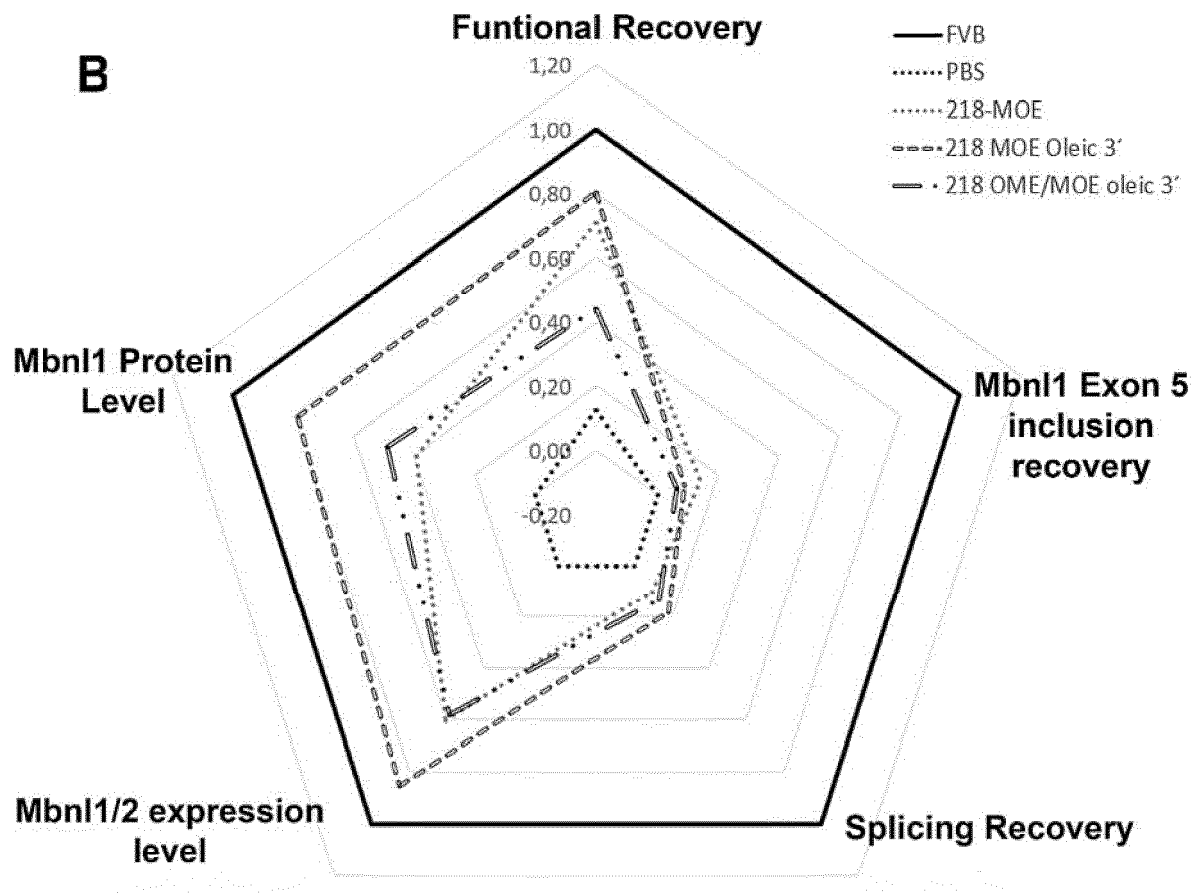 Funtional Recovery
B
FVB
PBS
218-MOE
218 MOE Oleic 3´
218 OME/MOE oleic 3´
1,20
1,00
0,80
0,60
0,40
0,20
0,00
-0,20
Mbnl1 Protein
Level
Mbnl1 Exon 5
inclusion
recovery
Mbnl1/2 expression
level
Splicing Recovery